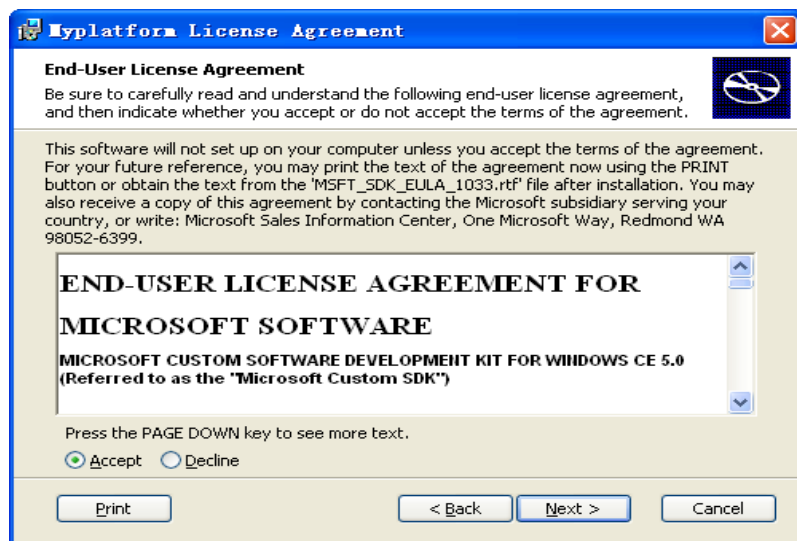 Myplatform License Agreement
End-User License Agreement
Be sure to carefully read and understand the following end-user license agreement,
and then indicate whether you accept or do not accept the terms of the agreement.
This software will not set up on your computer unless you accept the terms of the agreement.
For your future reference, you may print the text of the agreement now using the PRINT
button or obtain the text from the 'MSFT_SDK_EULA_1033.rtf' file after installation. You may
also receive a copy of this agreement by contacting the Microsoft subsidiary serving your
country, or write: Microsoft Sales Information Center, One Microsoft Way, Redmond WA
98052-6399.
END-USER LICENSE AGREEMENT FOR
MICROSOFT SOFTWARE
MICROSOFT CUSTOM SOFTWARE DEVELOPMENT KIT FOR WINDOWS CE 5.0
(Referred to as the "Microsoft Custom SDK")
Press the PAGE DOWN key to see more text.
Accept Decline
Print < Back Next > Cancel